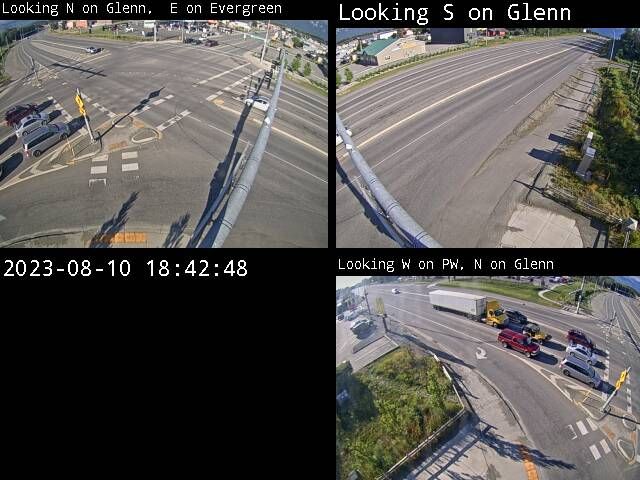 Looking N on Glenn,  E on Evergreen
Looking S on Glenn
2023-08-10 18:42:48
Looking W on PW, N on Glenn